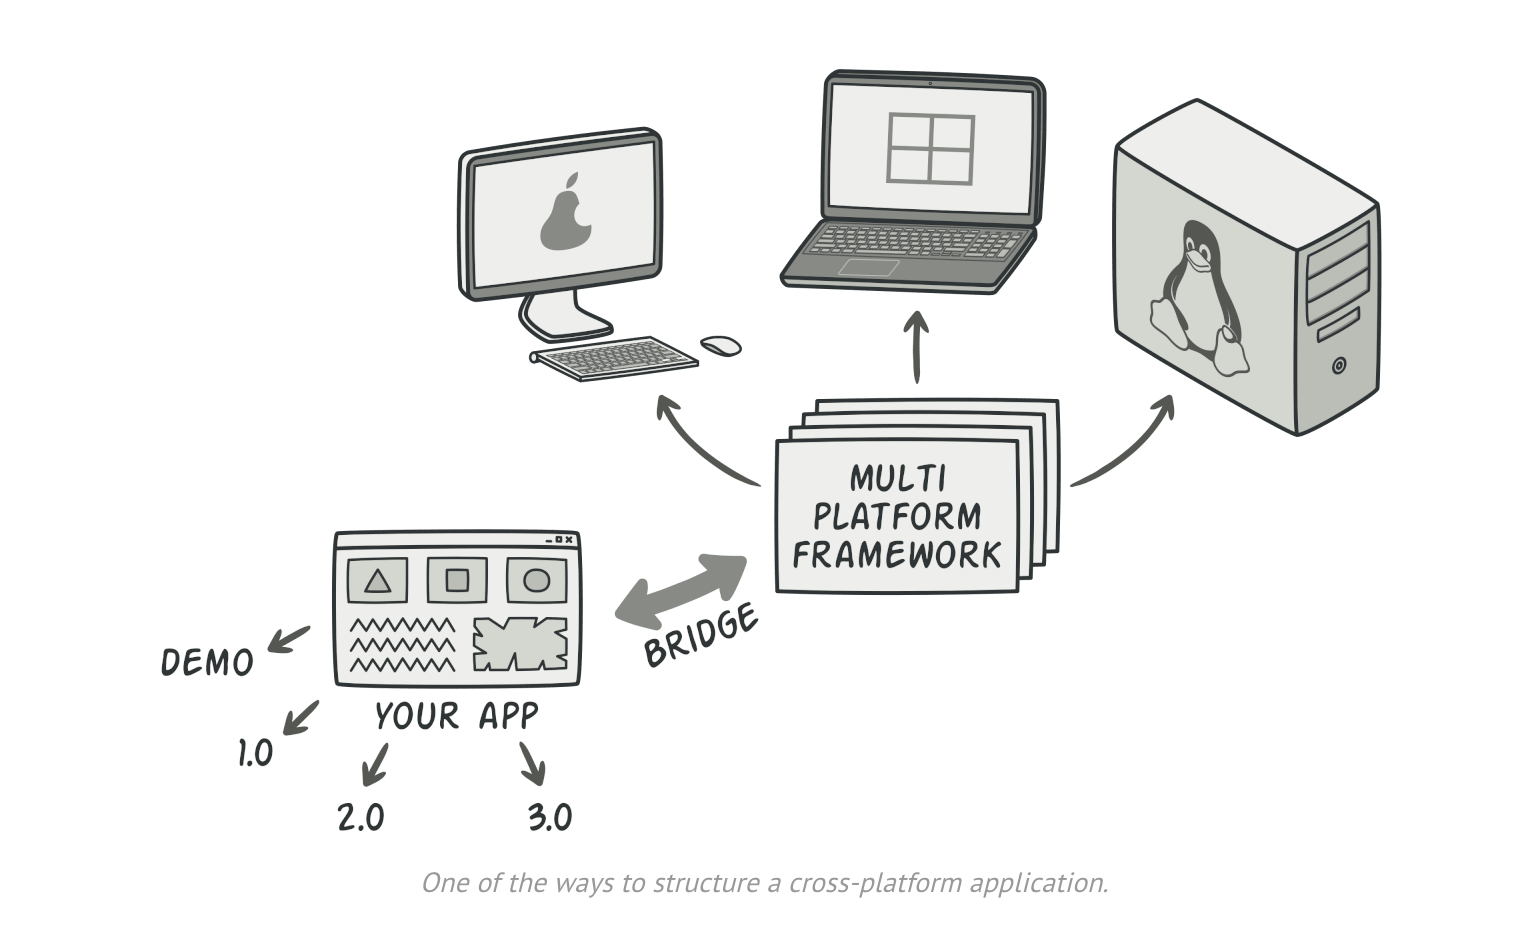 MULTI
PLATFORM
FRAMEWORK
BRIDGE
YOUR APP
DEMO
1.0
2.0
3.0
One of the ways to structure a cross-platform application.